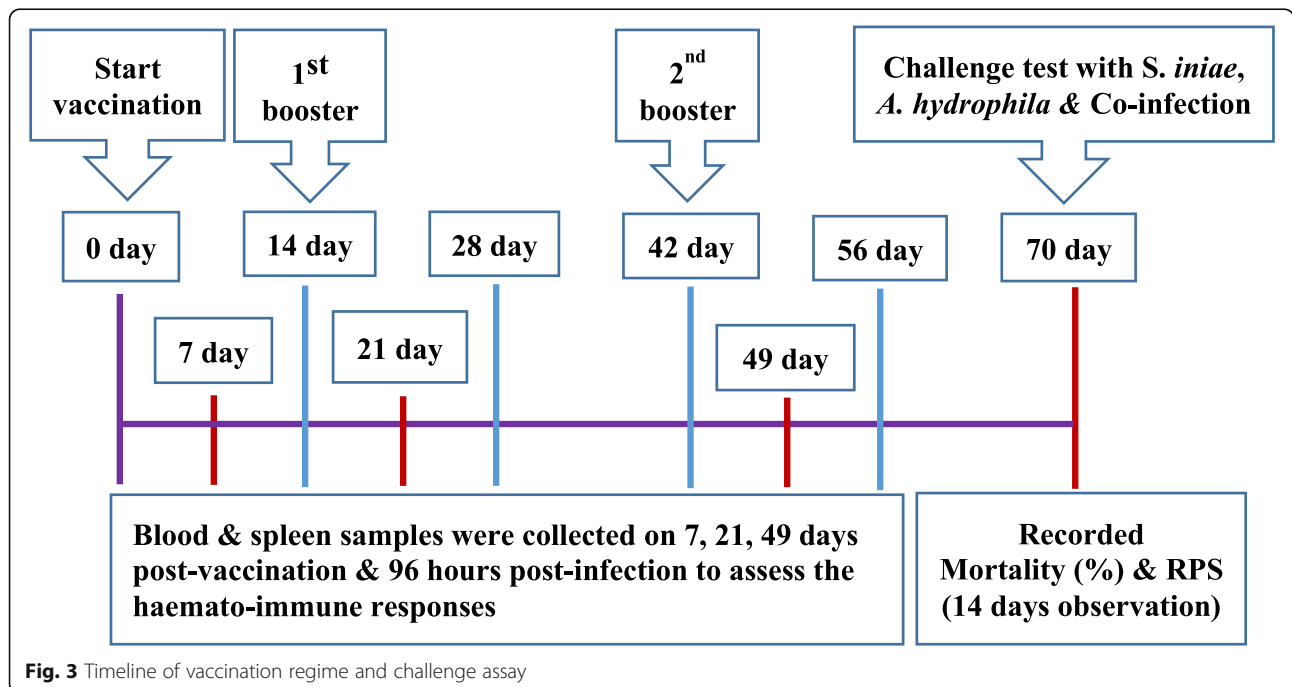 Start
vaccination
1st
booster
2nd
booster
Challenge test with S. iniae,
A. hydrophila & Co-infection
0 day
14 day
28 day
42 day
56 day
70 day
7 day
21 day
49 day
Blood & spleen samples were collected on 7, 21, 49 days
post-vaccination & 96 hours post-infection to assess the
haemato-immune responses
Recorded
Mortality (%) & RPS
(14 days observation)
Fig. 3 Timeline of vaccination regime and challenge assay